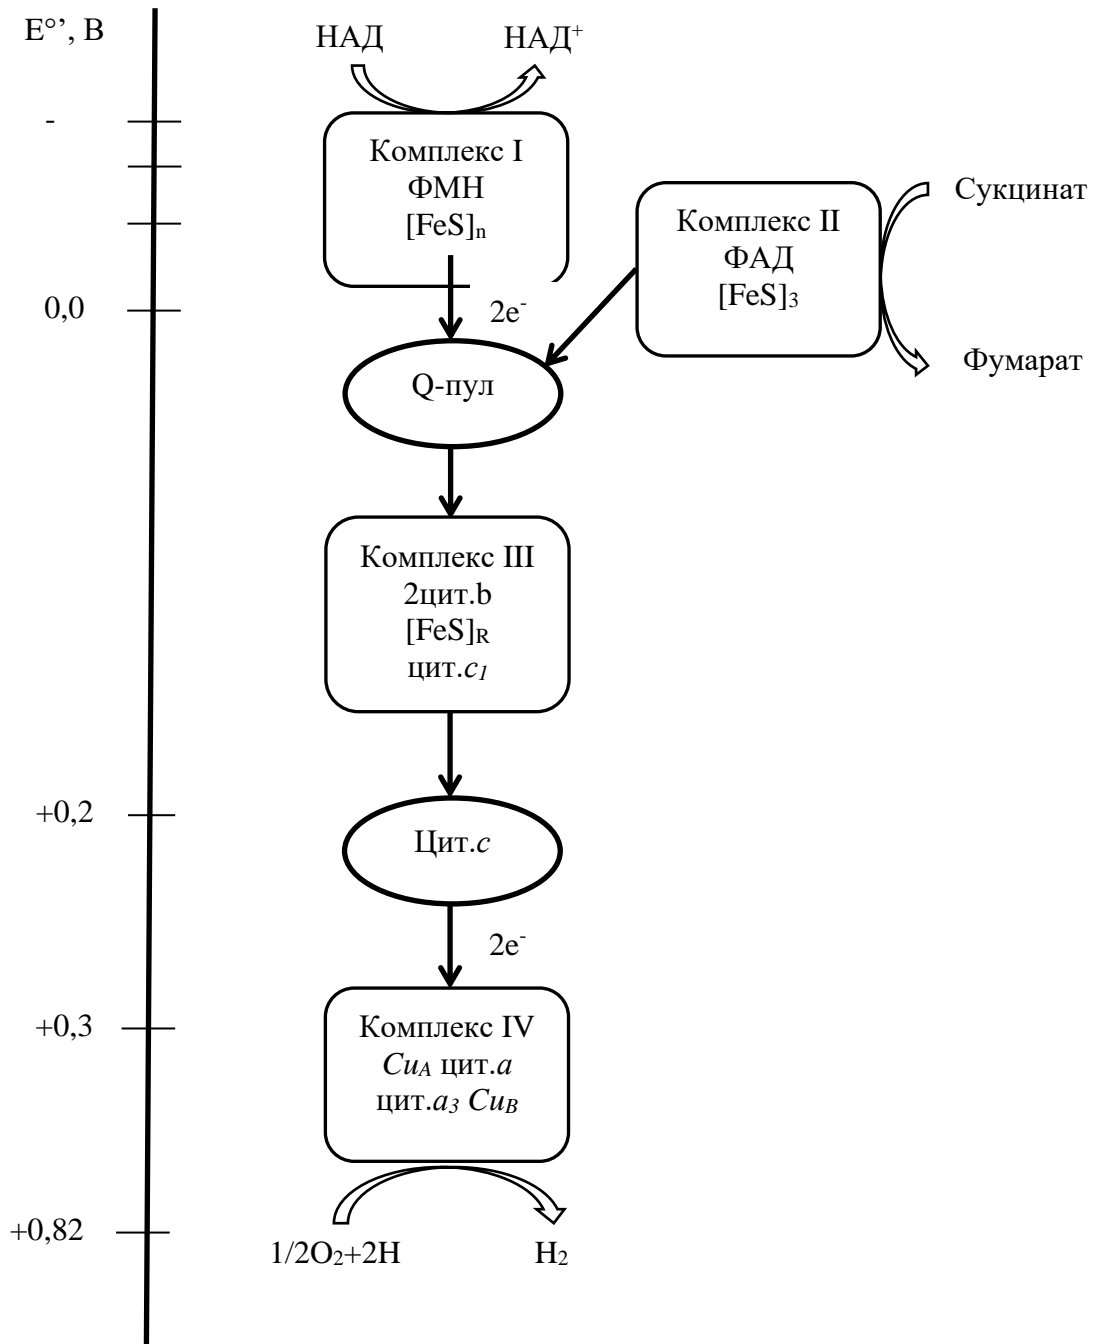 E°’, В
НАД
НАД⁺
-
Комплекс I
ФМН
[FeS]ₙ
Сукцинат
Комплекс II
ФАД
[FeS]₃
0,0
2e⁻
Фумарат
Q-пул
Комплекс III
2цит.b
[FeS]R
цит.c₁
+0,2
Цит.c
2e⁻
+0,3
Комплекс IV
CuA цит.a
цит.a₃ CuB
+0,82
1/2O₂+2H
H₂